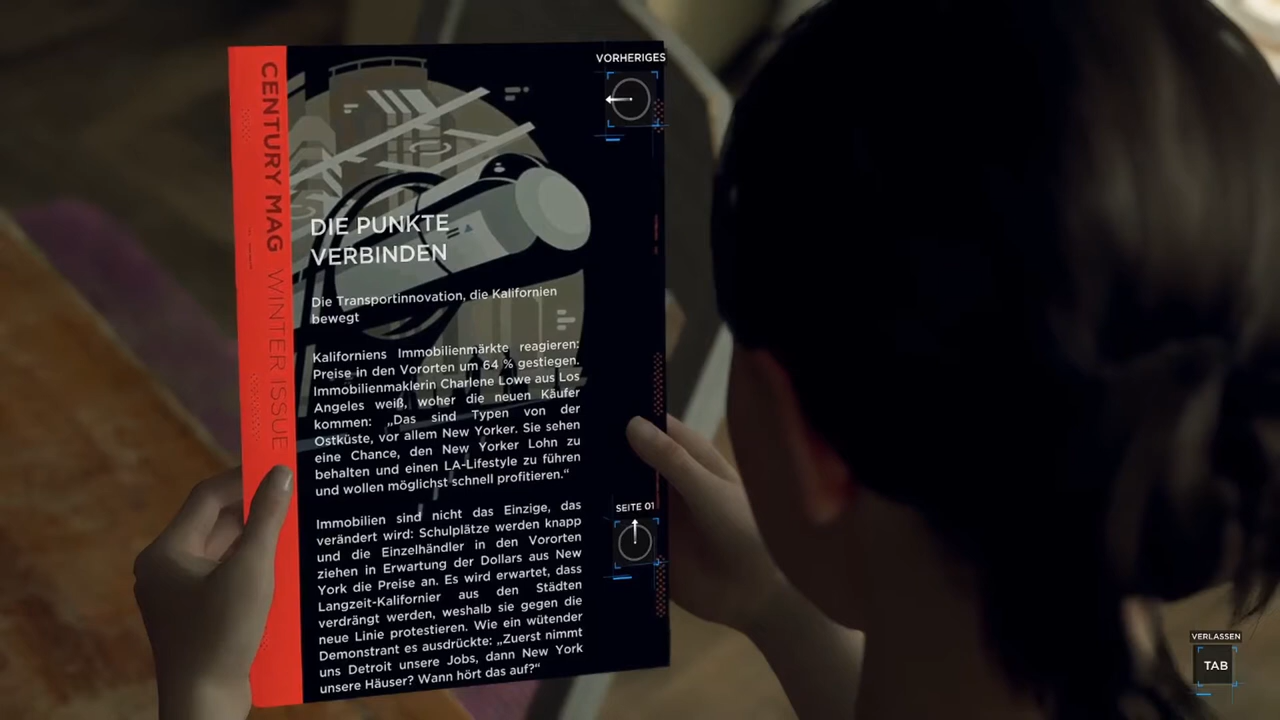 CENTURY MAG WINTER ISSUE
VORHERIGES
DIE PUNKTE
VERBINDEN
Die Transportinnovation, die Kalifornien
bewegt
Kaliforniens Immobilienmärkte reagieren:
Preise in den Vororten um 64 % gestiegen.
Immobilienmaklerin Charlene Lowe aus Los
Angeles weiß, woher die neuen Käufer
kommen: „Das sind Typen von der
Ostküste, vor allem New Yorker. Sie sehen
eine Chance, den New Yorker Lohn zu
behalten und einen LA-Lifestyle zu führen
und wollen möglichst schnell profitieren.“
Immobilien sind nicht das Einzige, das
verändert wird: Schulplätze werden knapp
und die Einzelhändler in den Vororten
ziehen in Erwartung der Dollars aus New
York die Preise an. Es wird erwartet, dass
Langzeit-Kalifornier aus den Städten
verdrängt werden, weshalb sie gegen die
neue Linie protestieren. Wie ein wütender
Demonstrant es ausdrückte: „Zuerst nimmt
uns Detroit unsere Jobs, dann New York
unsere Häuser? Wann hört das auf?“
SEITE 01
VERLASSEN
TAB